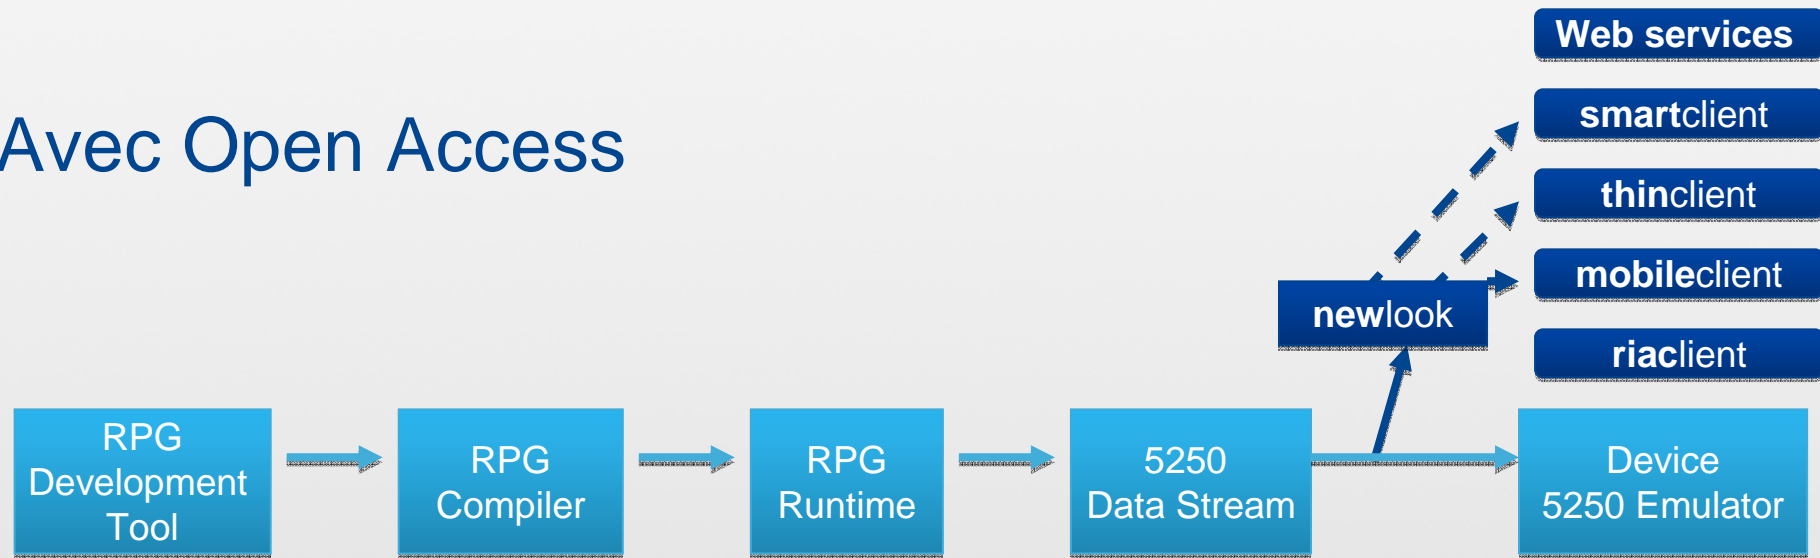 Web services
Avec Open Access
smartclient
thinclient
mobileclient
newlook
riaclient
RPG
Development
Tool
RPG
Compiler
RPG
Runtime
5250
Data Stream
Device
5250 Emulator